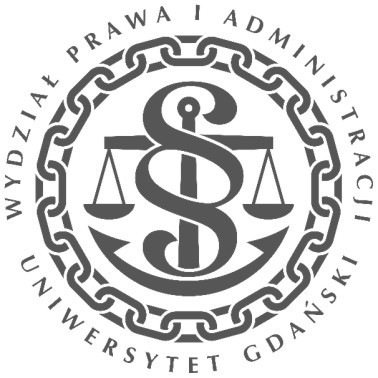 WYDZIAŁ PRAWA I ADMINISTRACJI
UNIWERSYTET GDAŃSKI
§